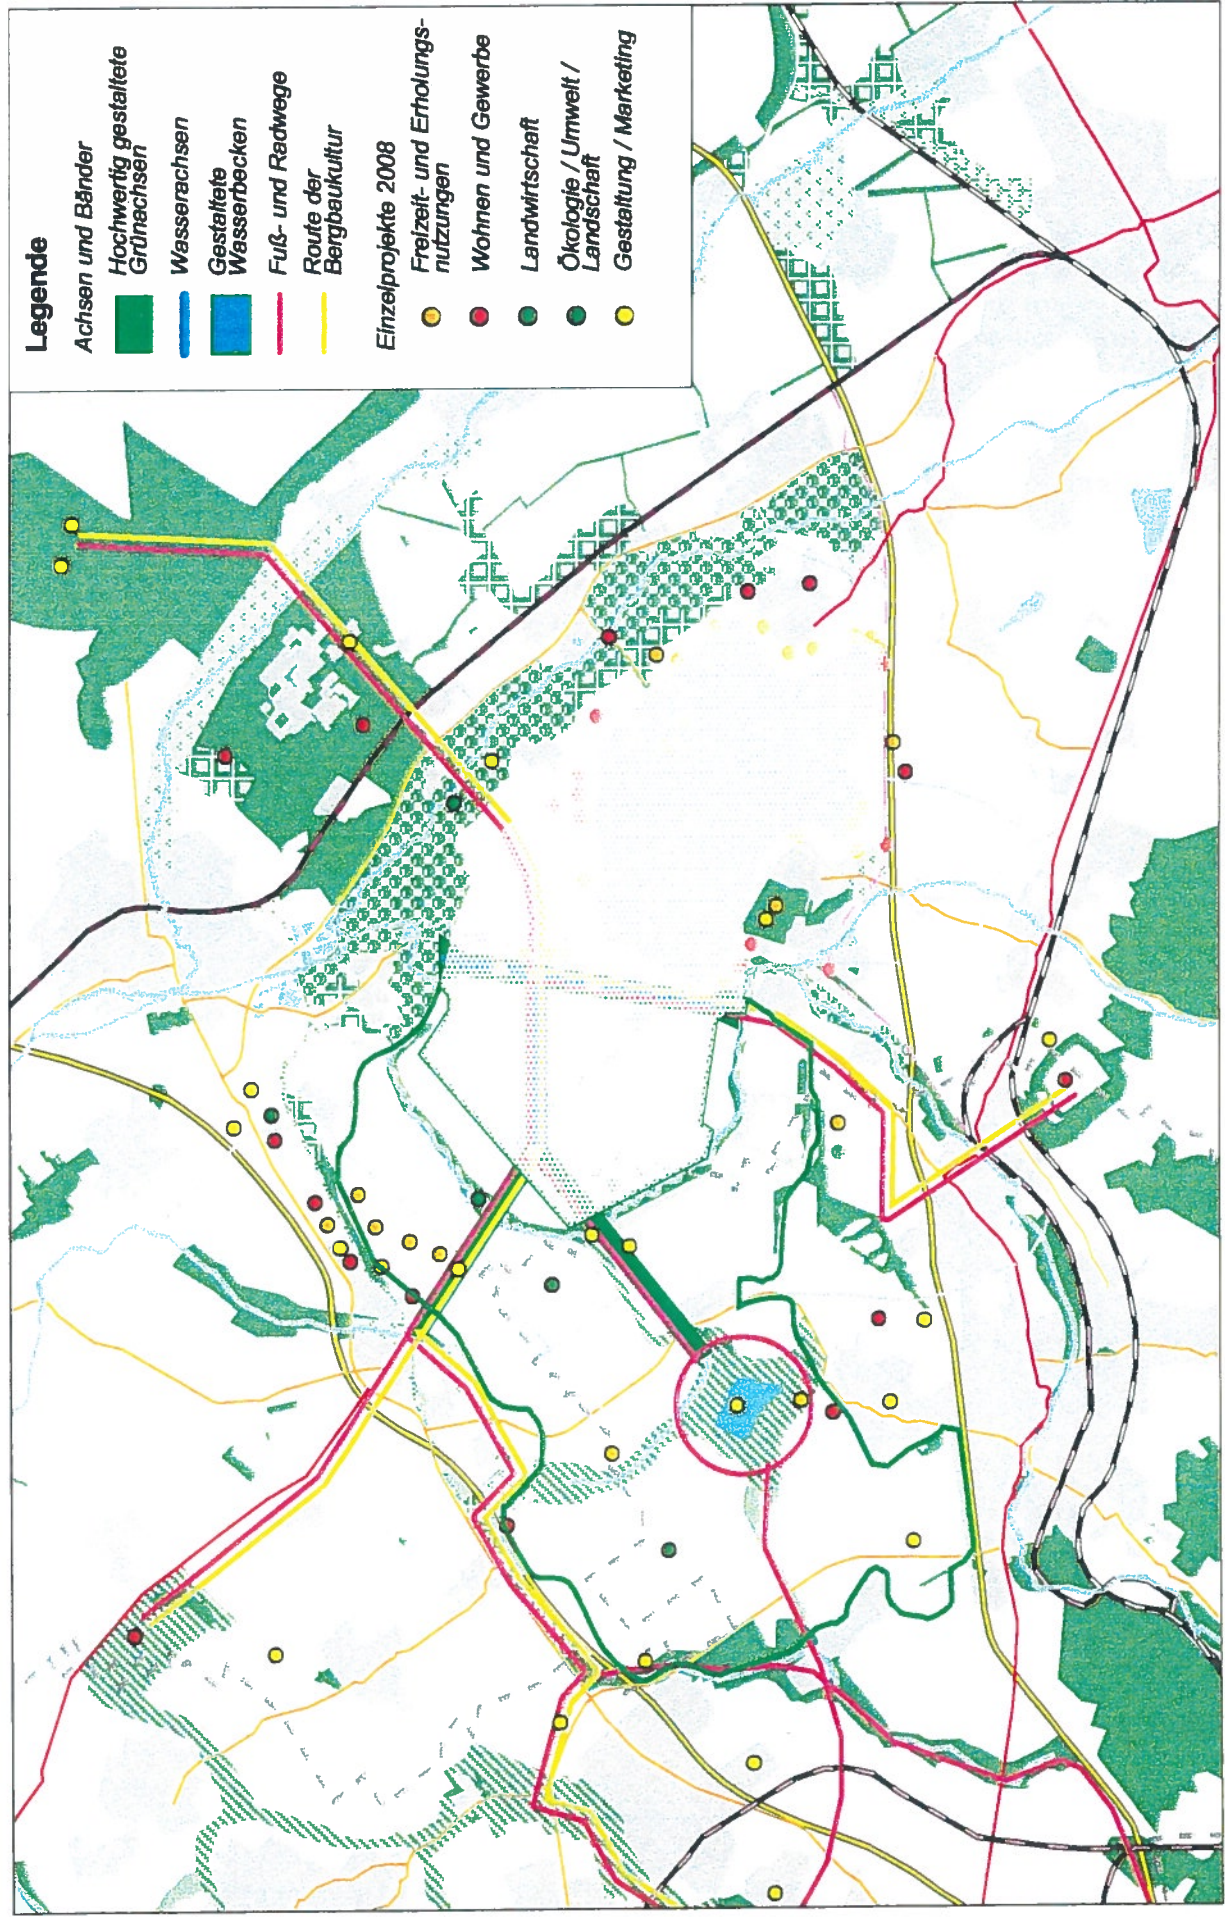 Legende
Achsen und Bänder
Hochwertig gestaltete
Grünachsen
Wasserachsen
Gestaltete
Wasserbecken
Fuß- und Radwege
Route der
Bergbaukultur
Einzelprojekte 2008
Freizeit- und Erholungs-
nutzungen
Wohnen und Gewerbe
Landwirtschaft
Ökologie / Umwelt /
Landschaft
Gestaltung / Marketing